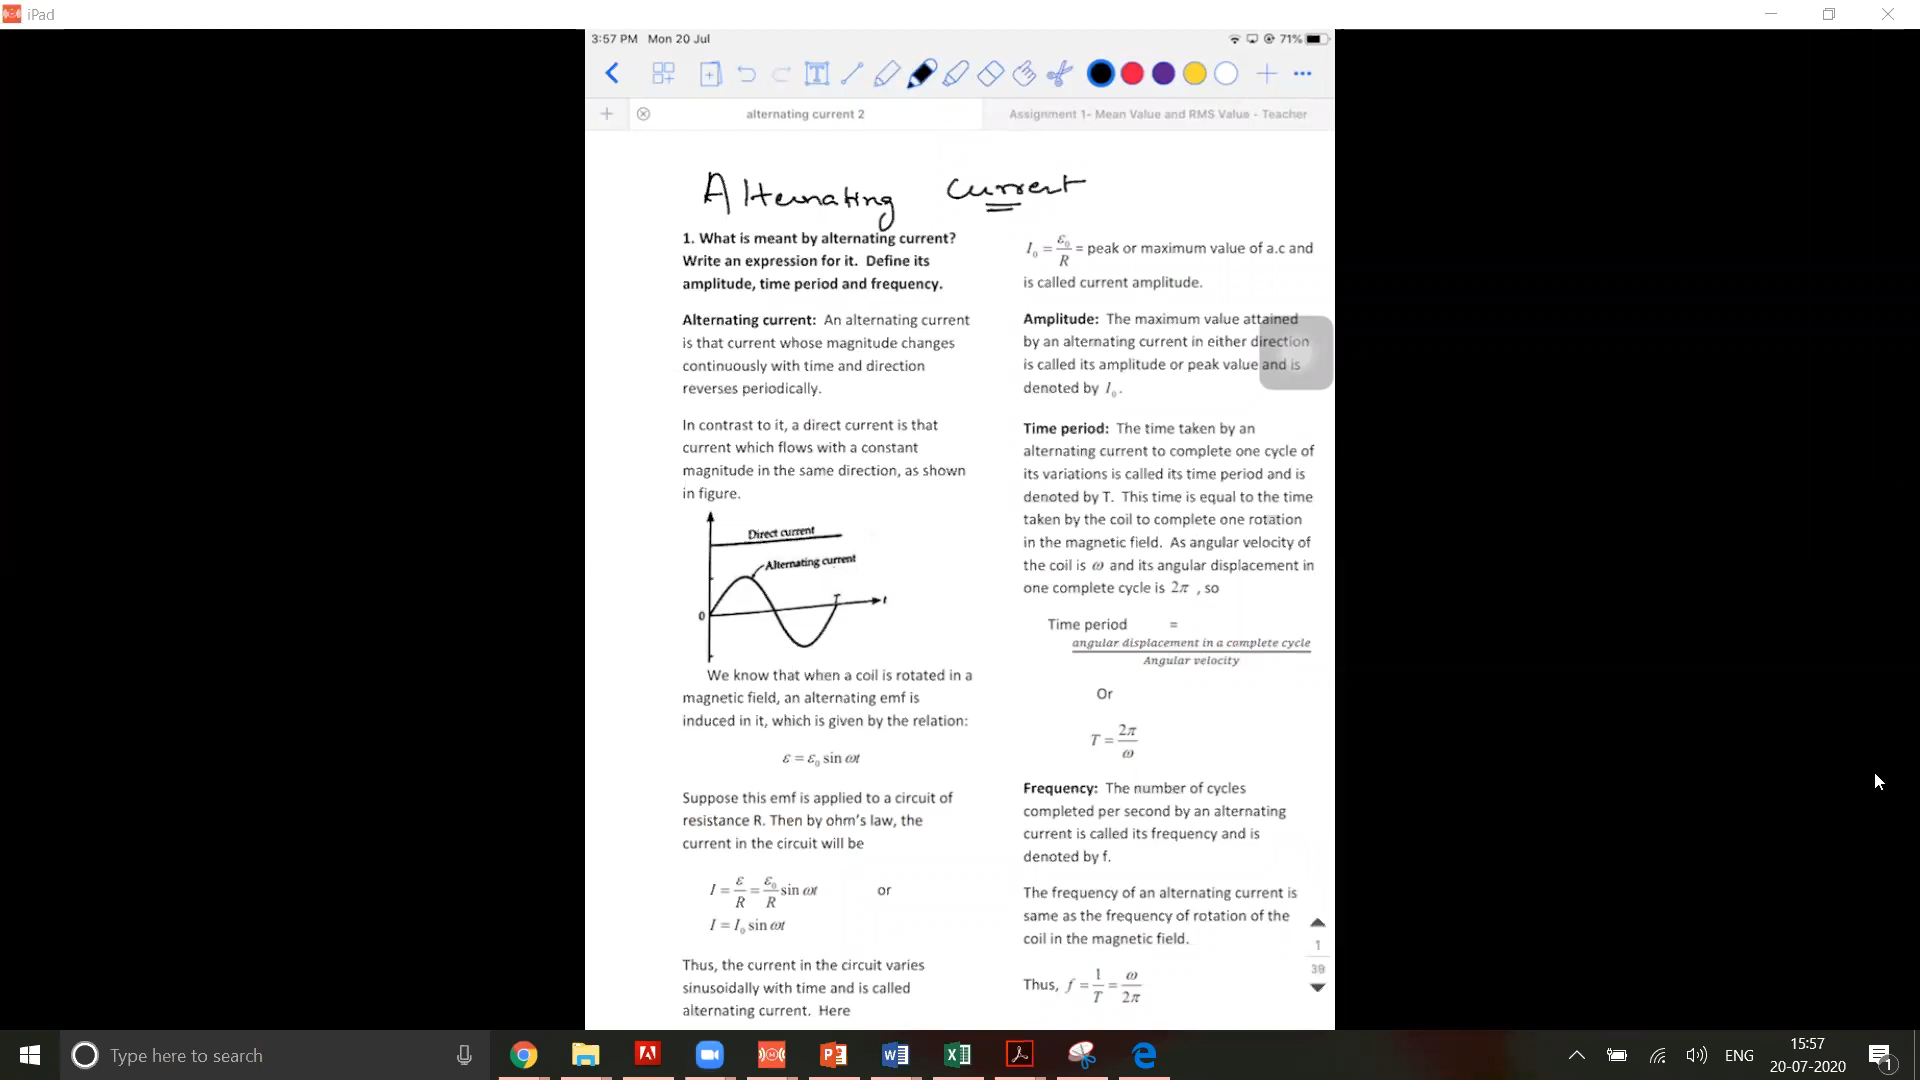 iPad
3:57 PM Mon 20 Jul
71%
alternating current 2
Assignment 1- Mean Value and RMS Value - Teacher
Alternating current
1. What is meant by alternating current?
Write an expression for it. Define its
amplitude, time period and frequency.
Alternating current: An alternating current
is that current whose magnitude changes
continuously with time and direction
reverses periodically.
In contrast to it, a direct current is that
current which flows with a constant
magnitude in the same direction, as shown
in figure.
Direct current
Alternating current
T
t
0
We know that when a coil is rotated in a
magnetic field, an alternating emf is
induced in it, which is given by the relation:
ε = ε₀ sin ωt
Suppose this emf is applied to a circuit of
resistance R. Then by ohm's law, the
current in the circuit will be
I = ε/R = ε₀/R sin ωt or
I = I₀ sin ωt
Thus, the current in the circuit varies
sinusoidally with time and is called
alternating current. Here
I₀ = ε₀/R = peak or maximum value of a.c and
is called current amplitude.
Amplitude: The maximum value attained
by an alternating current in either direction
is called its amplitude or peak value and is
denoted by I₀.
Time period: The time taken by an
alternating current to complete one cycle of
its variations is called its time period and is
denoted by T. This time is equal to the time
taken by the coil to complete one rotation
in the magnetic field. As angular velocity of
the coil is ω and its angular displacement in
one complete cycle is 2π , so
Time period =
angular displacement in a complete cycle
Angular velocity
Or
T = 2π/ω
Frequency: The number of cycles
completed per second by an alternating
current is called its frequency and is
denoted by f.
The frequency of an alternating current is
same as the frequency of rotation of the
coil in the magnetic field.
Thus, f = 1/T = ω/2π
1
39
Type here to search
ENG
15:57
20-07-2020
1